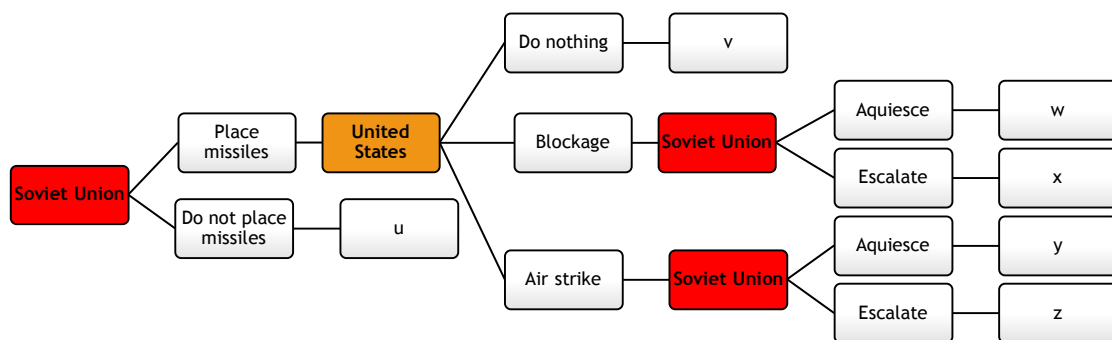 Do nothing
v
Place
missiles
United
States
Blockage
Soviet Union
Aquiesce
w
Escalate
x
Soviet Union
Do not place
missiles
u
Air strike
Soviet Union
Aquiesce
y
Escalate
z